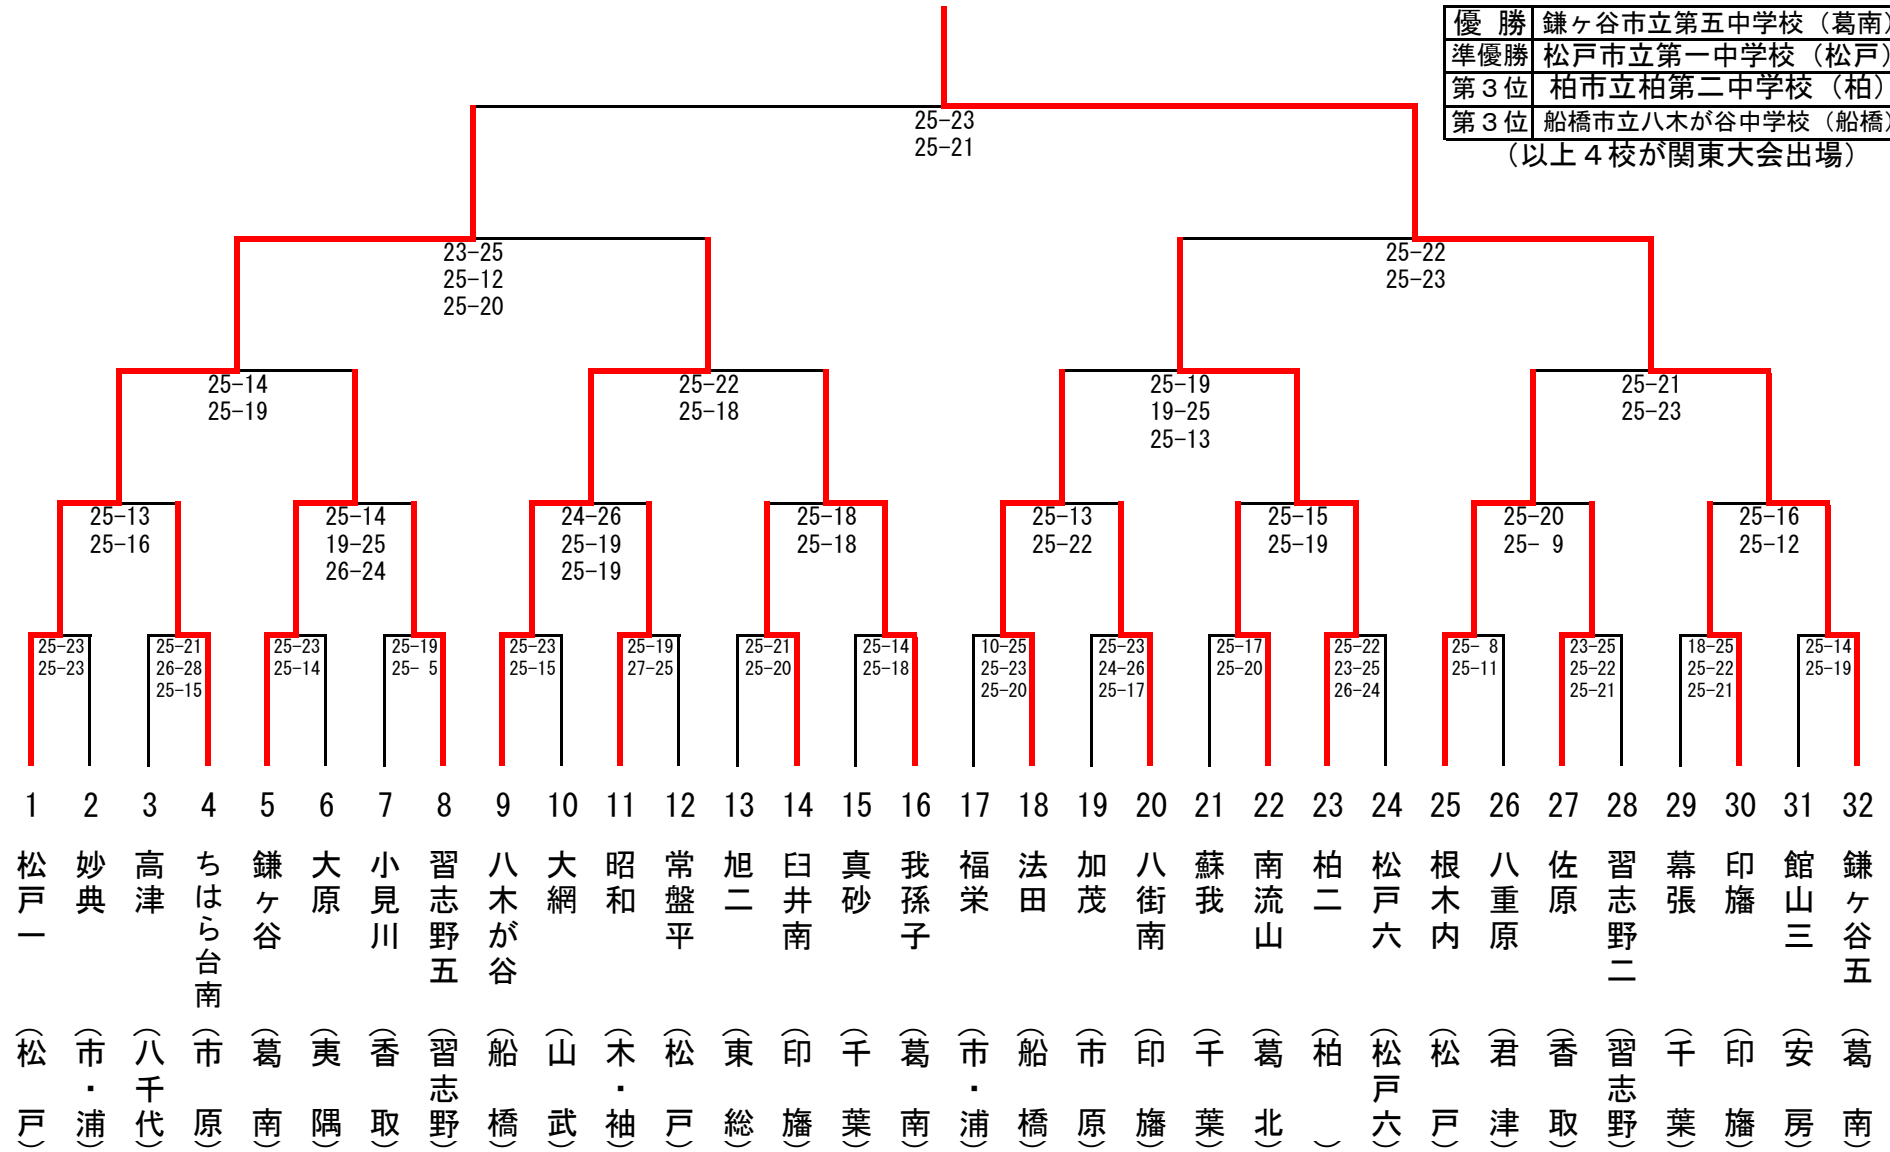 優 勝 鎌ヶ谷市立第五中学校（葛南）
準優勝 松戸市立第一中学校（松戸）
第３位 柏市立柏第二中学校（柏）
第３位 船橋市立八木が谷中学校（船橋）
（以上４校が関東大会出場）
25-23
25-21
23-25
25-12
25-20
25-22
25-23
25-14
25-19
25-22
25-18
25-19
19-25
25-13
25-21
25-23
25-13
25-16
25-14
19-25
26-24
24-26
25-19
25-19
25-18
25-18
25-13
25-22
25-15
25-19
25-20
25- 9
25-16
25-12
25-23
25-23
25-21
26-28
25-15
25-23
25-14
25-19
25- 5
25-23
25-15
25-19
27-25
25-21
25-20
25-14
25-18
10-25
25-23
25-20
25-23
24-26
25-17
25-17
25-20
25-22
23-25
26-24
25- 8
25-11
23-25
25-22
25-21
18-25
25-22
25-21
25-14
25-19
1 松戸一（松戸）
2 妙典（市・浦）
3 高津（八千代）
4 ちはら台南（市原）
5 鎌ヶ谷（葛南）
6 大原（夷隅）
7 小見川（香取）
8 習志野五（習志野）
9 八木が谷（船橋）
10 大網（山武）
11 昭和（木・袖）
12 常盤平（松戸）
13 旭二（東総）
14 臼井南（印旛）
15 真砂（千葉）
16 我孫子（葛南）
17 福栄（市・浦）
18 法田（船橋）
19 加茂（市原）
20 八街南（印旛）
21 蘇我（千葉）
22 南流山（葛北）
23 柏二（柏）
24 松戸六（松戸六）
25 根木内（松戸）
26 八重原（君津）
27 佐原（香取）
28 習志野二（習志野）
29 幕張（千葉）
30 印旛（印旛）
31 館山三（安房）
32 鎌ヶ谷五（葛南）